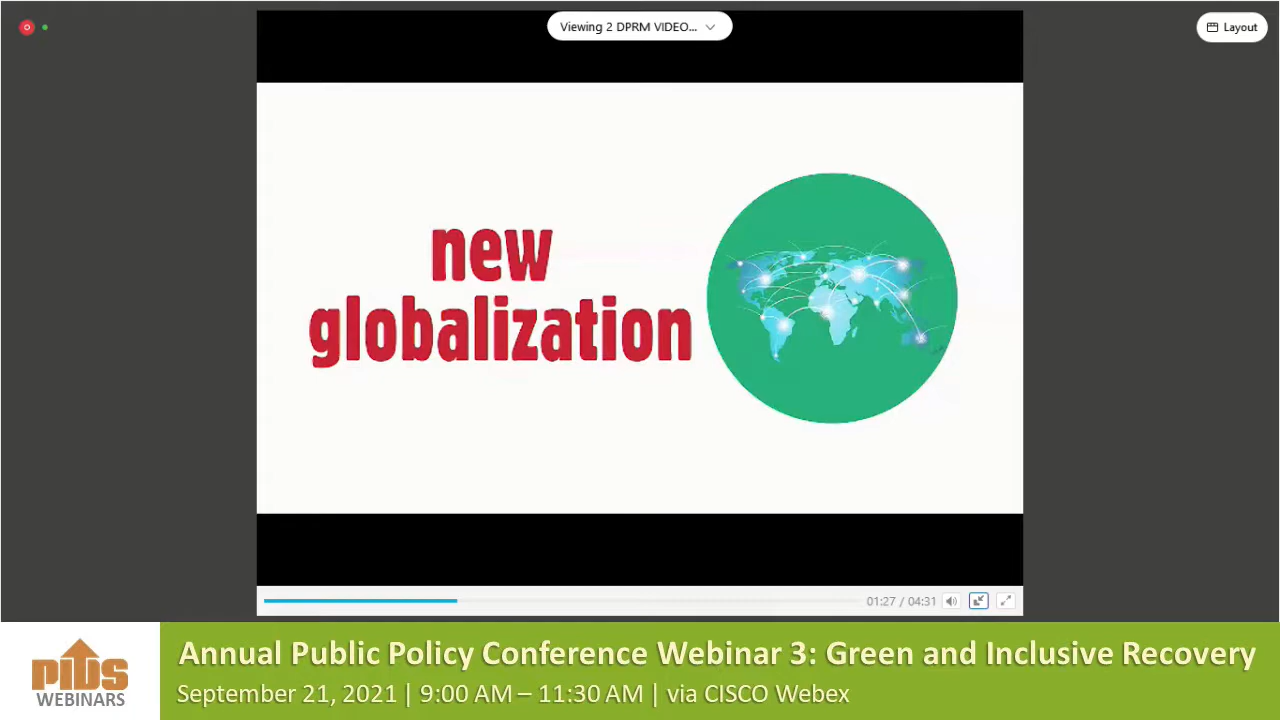 Viewing 2 DPRM VIDEO...
Layout
new
globalization
01:27 / 04:31
PIDS
WEBINARS
Annual Public Policy Conference Webinar 3: Green and Inclusive Recovery
September 21, 2021 | 9:00 AM – 11:30 AM | via CISCO Webex